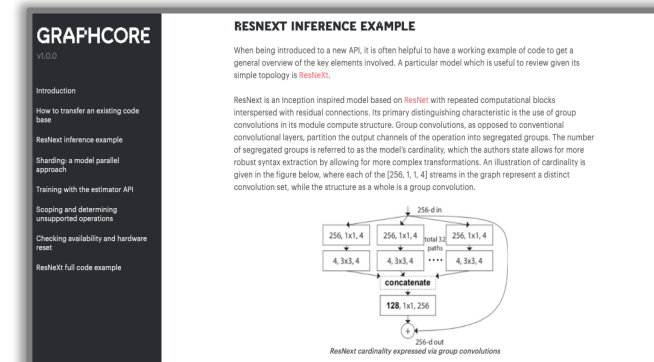 GRAPHCORE
v1.0.0
Introduction
How to transfer an existing code
base
ResNext inference example
Sharding: a model parallel
approach
Training with the estimator API
Scoping and determining
unsupported operations
Checking availability and hardware
reset
ResNeXt full code example
RESNEXT INFERENCE EXAMPLE
When being introduced to a new API, it is often helpful to have a working example of code to get a
general overview of the key elements involved. A particular model which is useful to review given its
simple topology is ResNeXt.
ResNext is an Inception inspired model based on ResNet with repeated computational blocks
interspersed with residual connections. Its primary distinguishing characteristic is the use of group
convolutions in its module compute structure. Group convolutions, as opposed to conventional
convolutional layers, partition the output channels of the operation into segregated groups. The number
of segregated groups is referred to as the model's cardinality, which the authors state allows for more
robust syntax extraction by allowing for more complex transformations. An illustration of cardinality is
given in the figure below, where each of the [256, 1, 1, 4] streams in the graph represent a distinct
convolution set, while the structure as a whole is a group convolution.
256-d in
256, 1x1, 4
256, 1x1, 4
total 32
paths
256, 1x1, 4
4, 3x3, 4
4, 3x3, 4
....
4, 3x3, 4
concatenate
128, 1x1, 256
+
256-d out
ResNext cardinality expressed via group convolutions